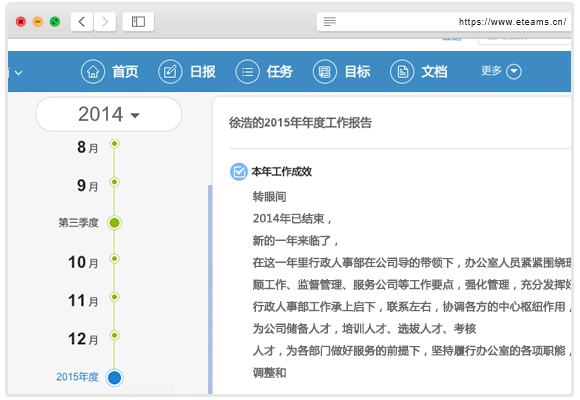 https://www.eteams.cn/
首页 日报 任务 目标 文档 更多
2014
8月
9月
第三季度
10月
11月
12月
2015年度
徐浩的2015年年度工作报告
本年工作成效
转眼间
2014年已结束，
新的一年来临了，
在这一年里行政人事部在公司导的带领下，办公室人员紧紧围绕
顾工作、监督管理、服务公司等工作要点，强化管理，充分发挥
行政人事部工作承上启下，联系左右，协调各方的中心枢纽作用，
为公司储备人才，培训人才、选拔人才、考核
人才，为各部门做好服务的前提下，坚持履行办公室的各项职能，
调整和